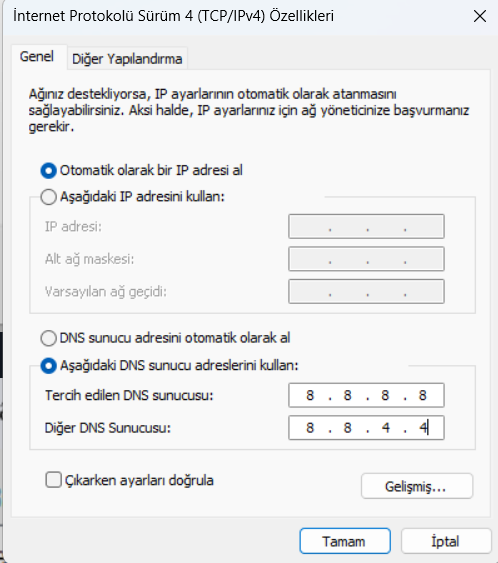 İnternet Protokolü Sürüm 4 (TCP/IPv4) Özellikleri
Genel
Diğer Yapılandırma
Ağınız destekliyorsa, IP ayarlarının otomatik olarak atanmasını
sağlayabilirsiniz. Aksi halde, IP ayarlarınız için ağ yöneticinize başvurmanız
gerekir.
Otomatik olarak bir IP adresi al
Aşağıdaki IP adresini kullan:
IP adresi:
Alt ağ maskesi:
Varsayılan ağ geçidi:
DNS sunucu adresini otomatik olarak al
Aşağıdaki DNS sunucu adreslerini kullan:
Tercih edilen DNS sunucusu: 8 . 8 . 8 . 8
Diğer DNS Sunucusu: 8 . 8 . 4 . 4
Çıkarken ayarları doğrula
Gelişmiş...
Tamam
İptal